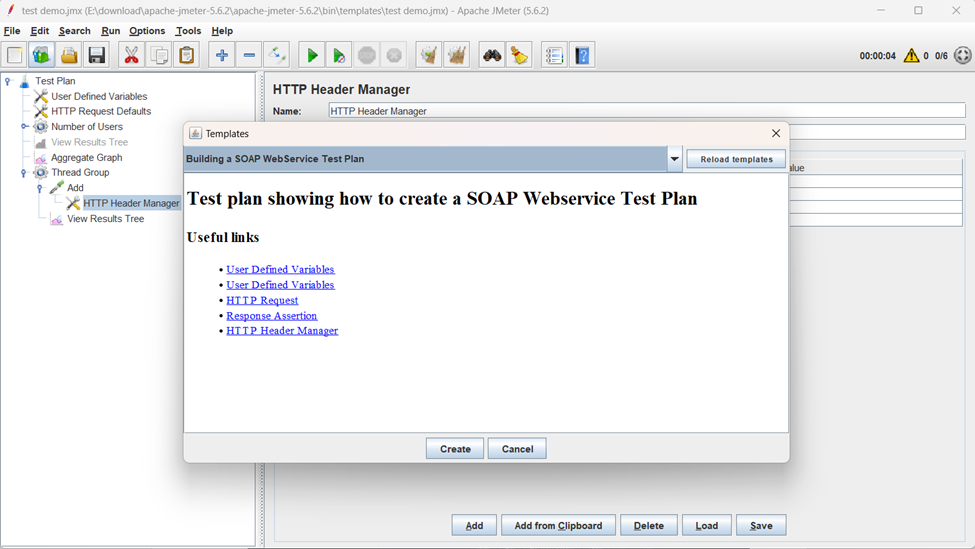 test demo.jmx (E:\download\apache-jmeter-5.6.2\apache-jmeter-5.6.2\bin\templates\test demo.jmx) - Apache JMeter (5.6.2)
File Edit Search Run Options Tools Help
00:00:04 0 0/6
Test Plan
User Defined Variables
HTTP Request Defaults
Number of Users
View Results Tree
Aggregate Graph
Thread Group
Add
HTTP Header Manager
View Results Tree
HTTP Header Manager
Name: HTTP Header Manager
alue
Templates
Building a SOAP WebService Test Plan Reload templates
Test plan showing how to create a SOAP Webservice Test Plan
Useful links
• User Defined Variables
• User Defined Variables
• HTTP Request
• Response Assertion
• HTTP Header Manager
Create Cancel
Add Add from Clipboard Delete Load Save